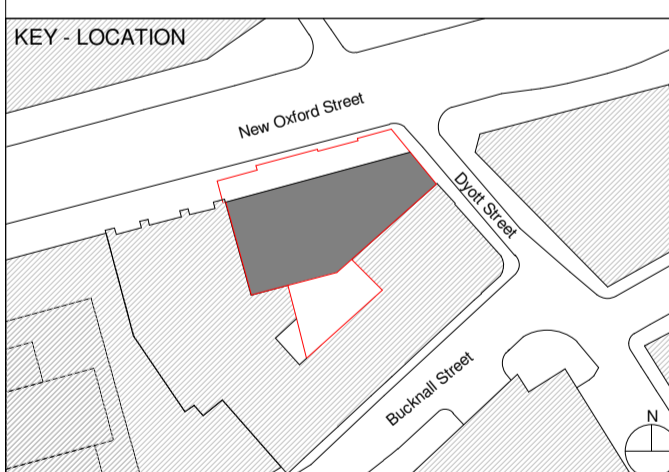 KEY - LOCATION
New Oxford Street
Dyott Street
Bucknall Street
N